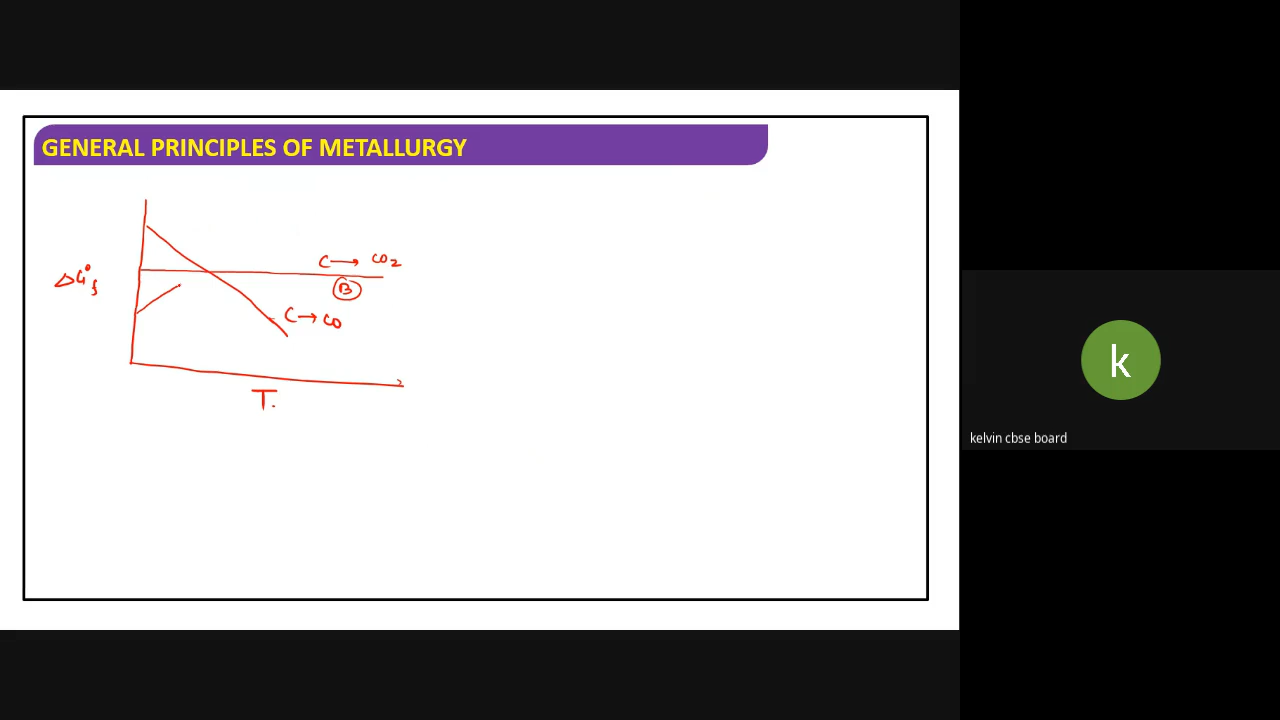 GENERAL PRINCIPLES OF METALLURGY
C → CO2
ΔG°f
B
C → CO
T.
k
kelvin cbse board